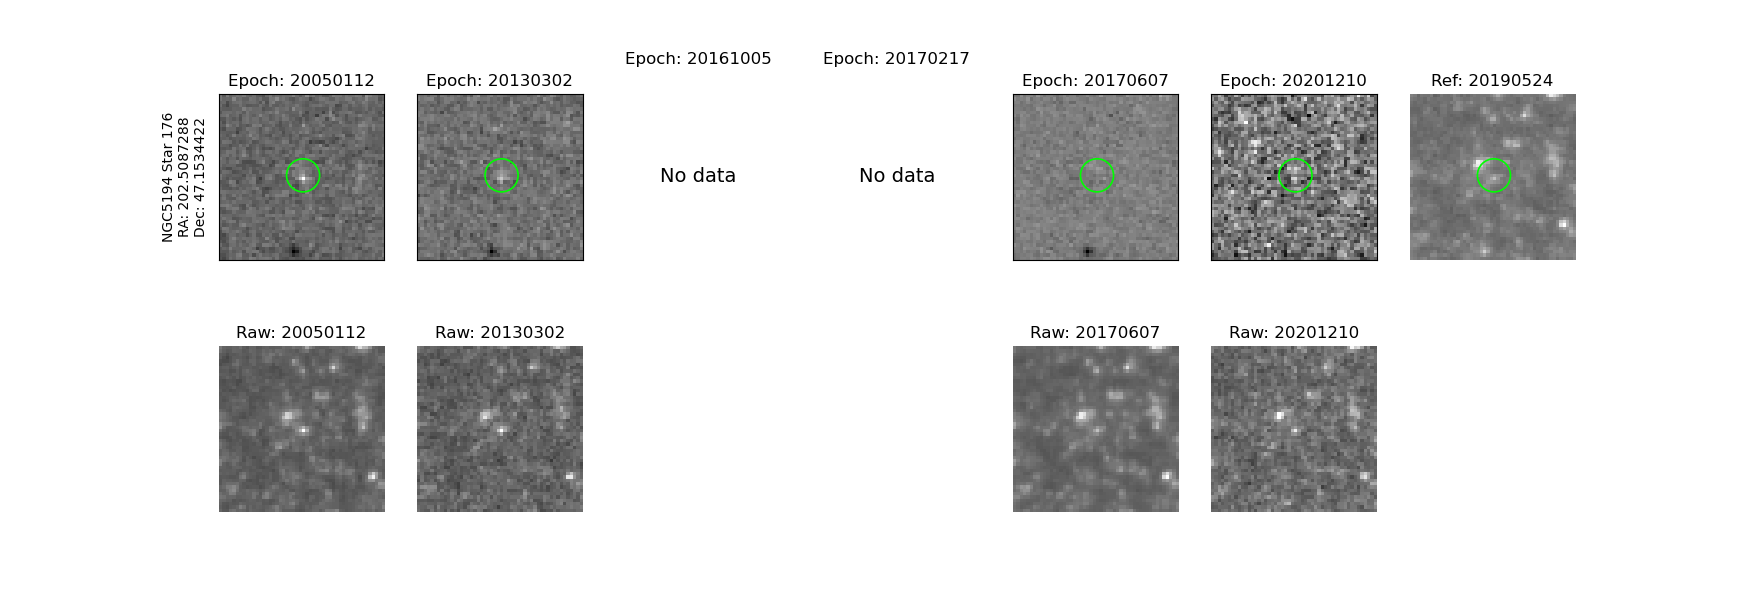 Epoch: 20161005
Epoch: 20170217
Epoch: 20050112
Epoch: 20130302
Epoch: 20170607
Epoch: 20201210
Ref: 20190524
NGC5194 Star 176
RA: 202.5087288
Dec: 47.1534422
No data
No data
Raw: 20050112
Raw: 20130302
Raw: 20170607
Raw: 20201210